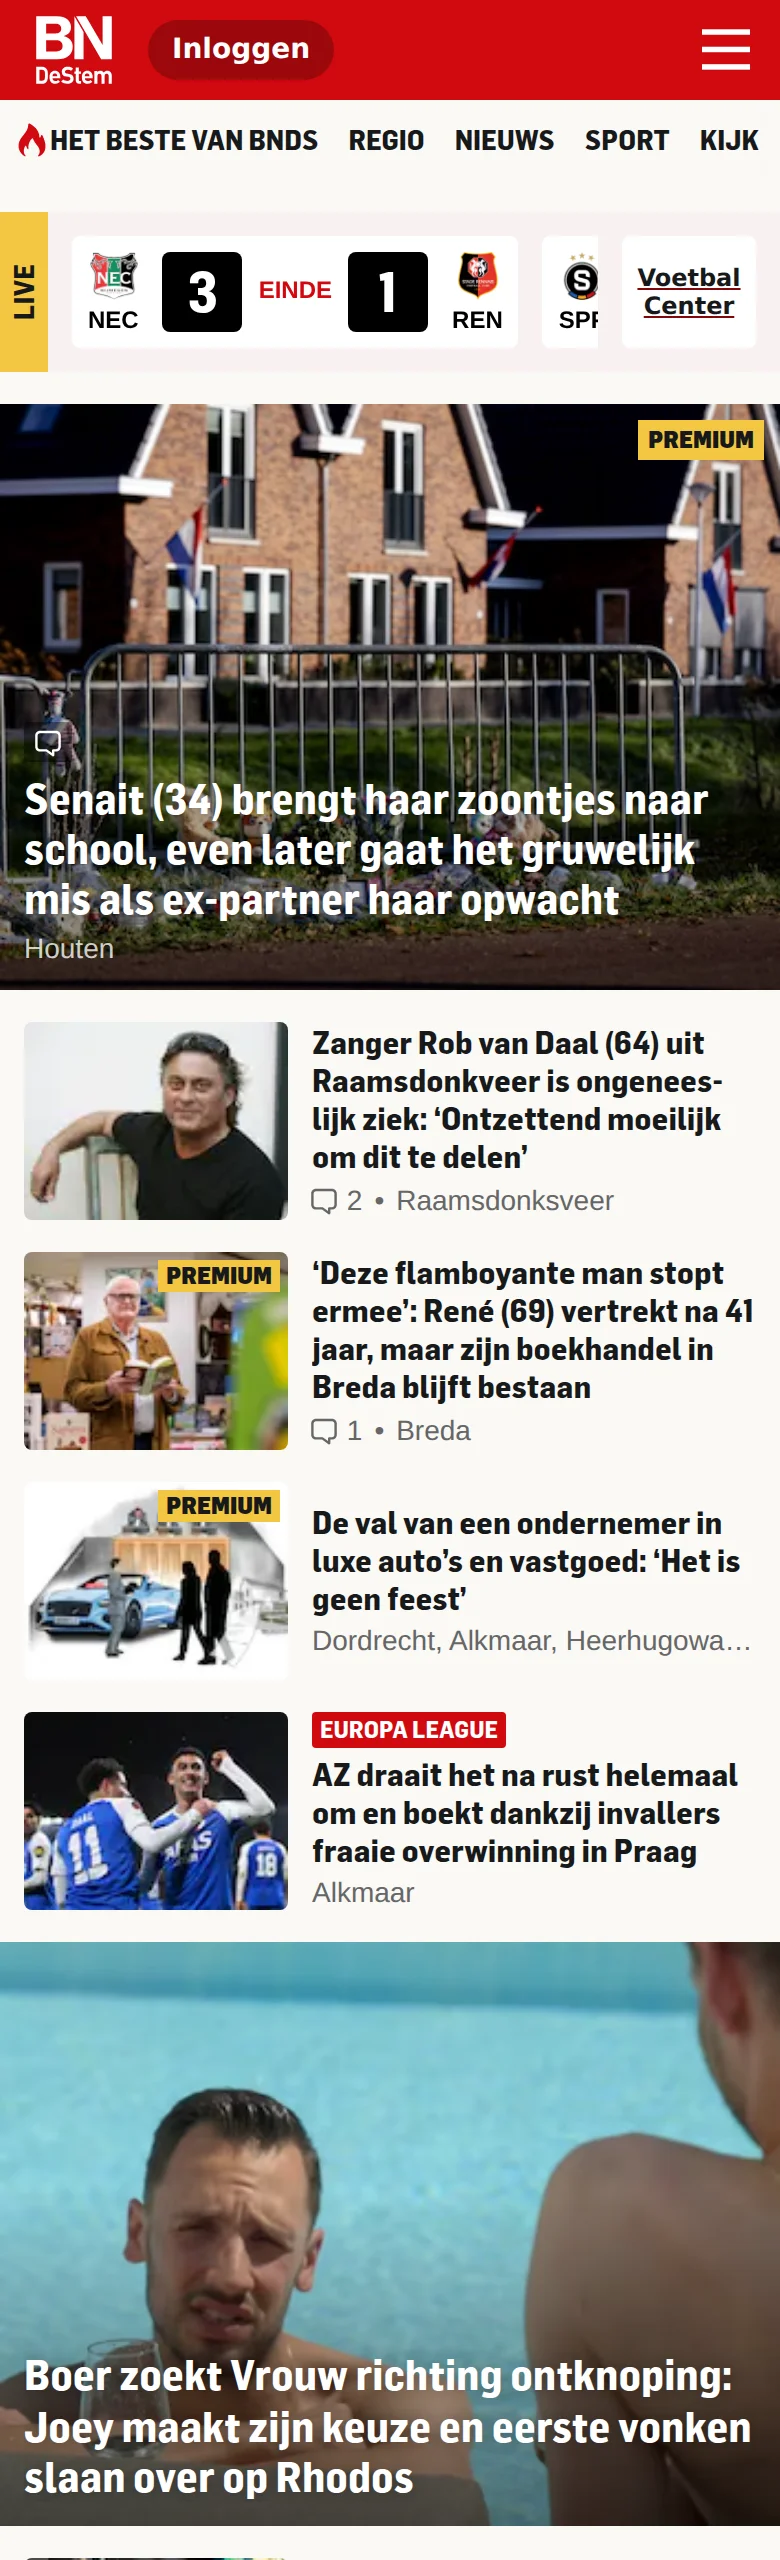 BN
DeStem
Inloggen
HET BESTE VAN BNDS REGIO NIEUWS SPORT KIJK
LIVE
NEC
NEC 3 EINDE 1 REN
S
SPR
Voetbal
Center
PREMIUM
Senait (34) brengt haar zoontjes naar
school, even later gaat het gruwelijk
mis als ex-partner haar opwacht
Houten
Zanger Rob van Daal (64) uit
Raamsdonkveer is ongenees-
lijk ziek: ‘Ontzettend moeilijk
om dit te delen’
2 • Raamsdonksveer
PREMIUM
‘Deze flamboyante man stopt
ermee’: René (69) vertrekt na 41
jaar, maar zijn boekhandel in
Breda blijft bestaan
1 • Breda
PREMIUM
De val van een ondernemer in
luxe auto’s en vastgoed: ‘Het is
geen feest’
Dordrecht, Alkmaar, Heerhugowa…
11
18
EUROPA LEAGUE
AZ draait het na rust helemaal
om en boekt dankzij invallers
fraaie overwinning in Praag
Alkmaar
Boer zoekt Vrouw richting ontknoping:
Joey maakt zijn keuze en eerste vonken
slaan over op Rhodos